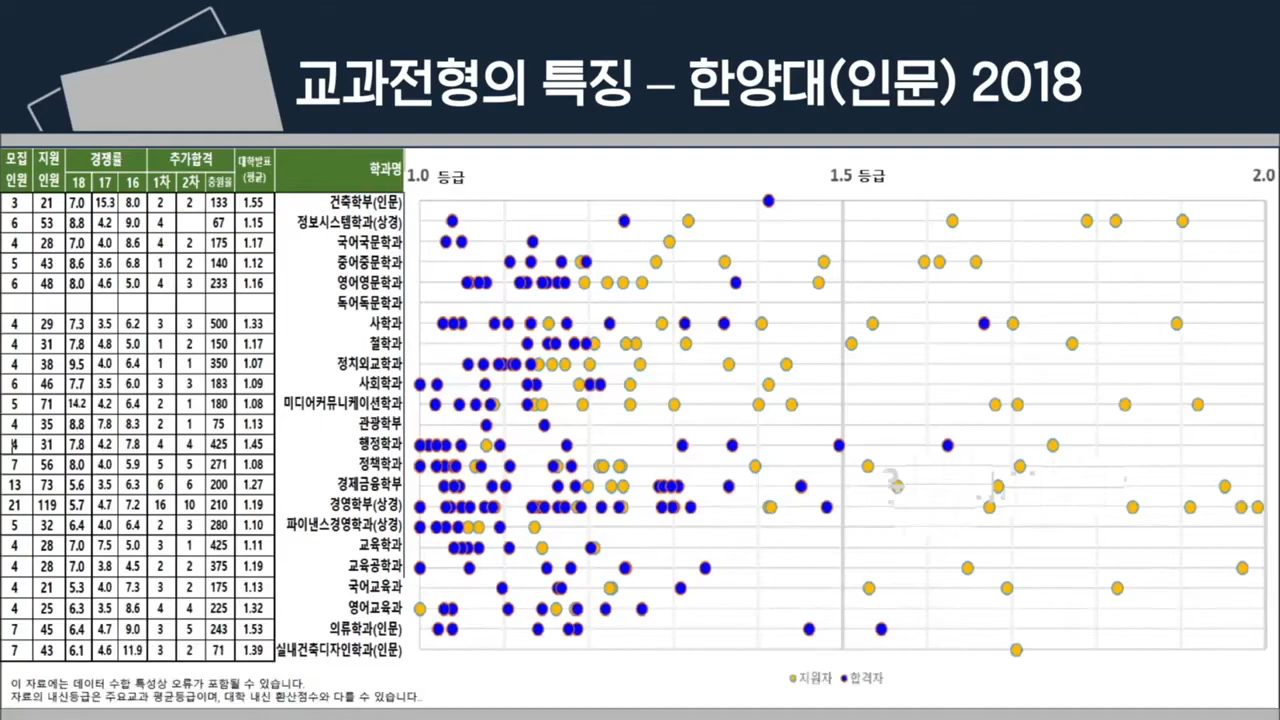 교과전형의 특징 – 한양대(인문) 2018
모집 인원 지원 인원 경쟁률 추가합격 대학발표 (평균) 학과명
18 17 16 1차 2차 충원율
1.0 등급 1.5 등급 2.0
3 21 7.0 15.3 8.0 2 2 133 1.55 건축학부(인문)
6 53 8.8 4.2 9.0 4 67 1.15 정보시스템학과(상경)
4 28 7.0 4.0 8.6 4 2 175 1.17 국어국문학과
5 43 8.6 3.6 6.8 1 2 140 1.12 중어중문학과
6 48 8.0 4.6 5.0 4 3 233 1.16 영어영문학과
독어독문학과
4 29 7.3 3.5 6.2 3 3 500 1.33 사학과
4 31 7.8 4.8 5.0 1 2 150 1.17 철학과
4 38 9.5 4.0 6.4 1 1 350 1.07 정치외교학과
6 46 7.7 3.5 6.0 3 3 183 1.09 사회학과
5 71 14.2 4.2 6.4 2 1 180 1.08 미디어커뮤니케이션학과
4 35 8.8 7.8 8.3 2 1 75 1.13 관광학부
4 31 7.8 4.2 7.8 4 4 425 1.45 행정학과
7 56 8.0 4.0 5.9 5 5 271 1.08 정책학과
13 73 5.6 3.5 6.3 6 6 200 1.27 경제금융학부
21 119 5.7 4.7 7.2 16 10 210 1.19 경영학부(상경)
5 32 6.4 4.0 6.4 2 3 280 1.10 파이낸스경영학과(상경)
4 28 7.0 7.5 5.0 3 1 425 1.11 교육학과
4 28 7.0 3.8 4.5 2 2 375 1.19 교육공학과
4 21 5.3 4.0 7.3 3 2 175 1.13 국어교육과
4 25 6.3 3.5 8.6 4 4 225 1.32 영어교육과
7 45 6.4 4.7 9.0 3 5 243 1.53 의류학과(인문)
7 43 6.1 4.6 11.9 3 2 71 1.39 실내건축디자인학과(인문)
지원자 합격자
이 자료에는 데이터 수합 특성상 오류가 포함될 수 있습니다.
자료의 내신등급은 주요교과 평균등급이며, 대학 내신 환산점수와 다를 수 있습니다..